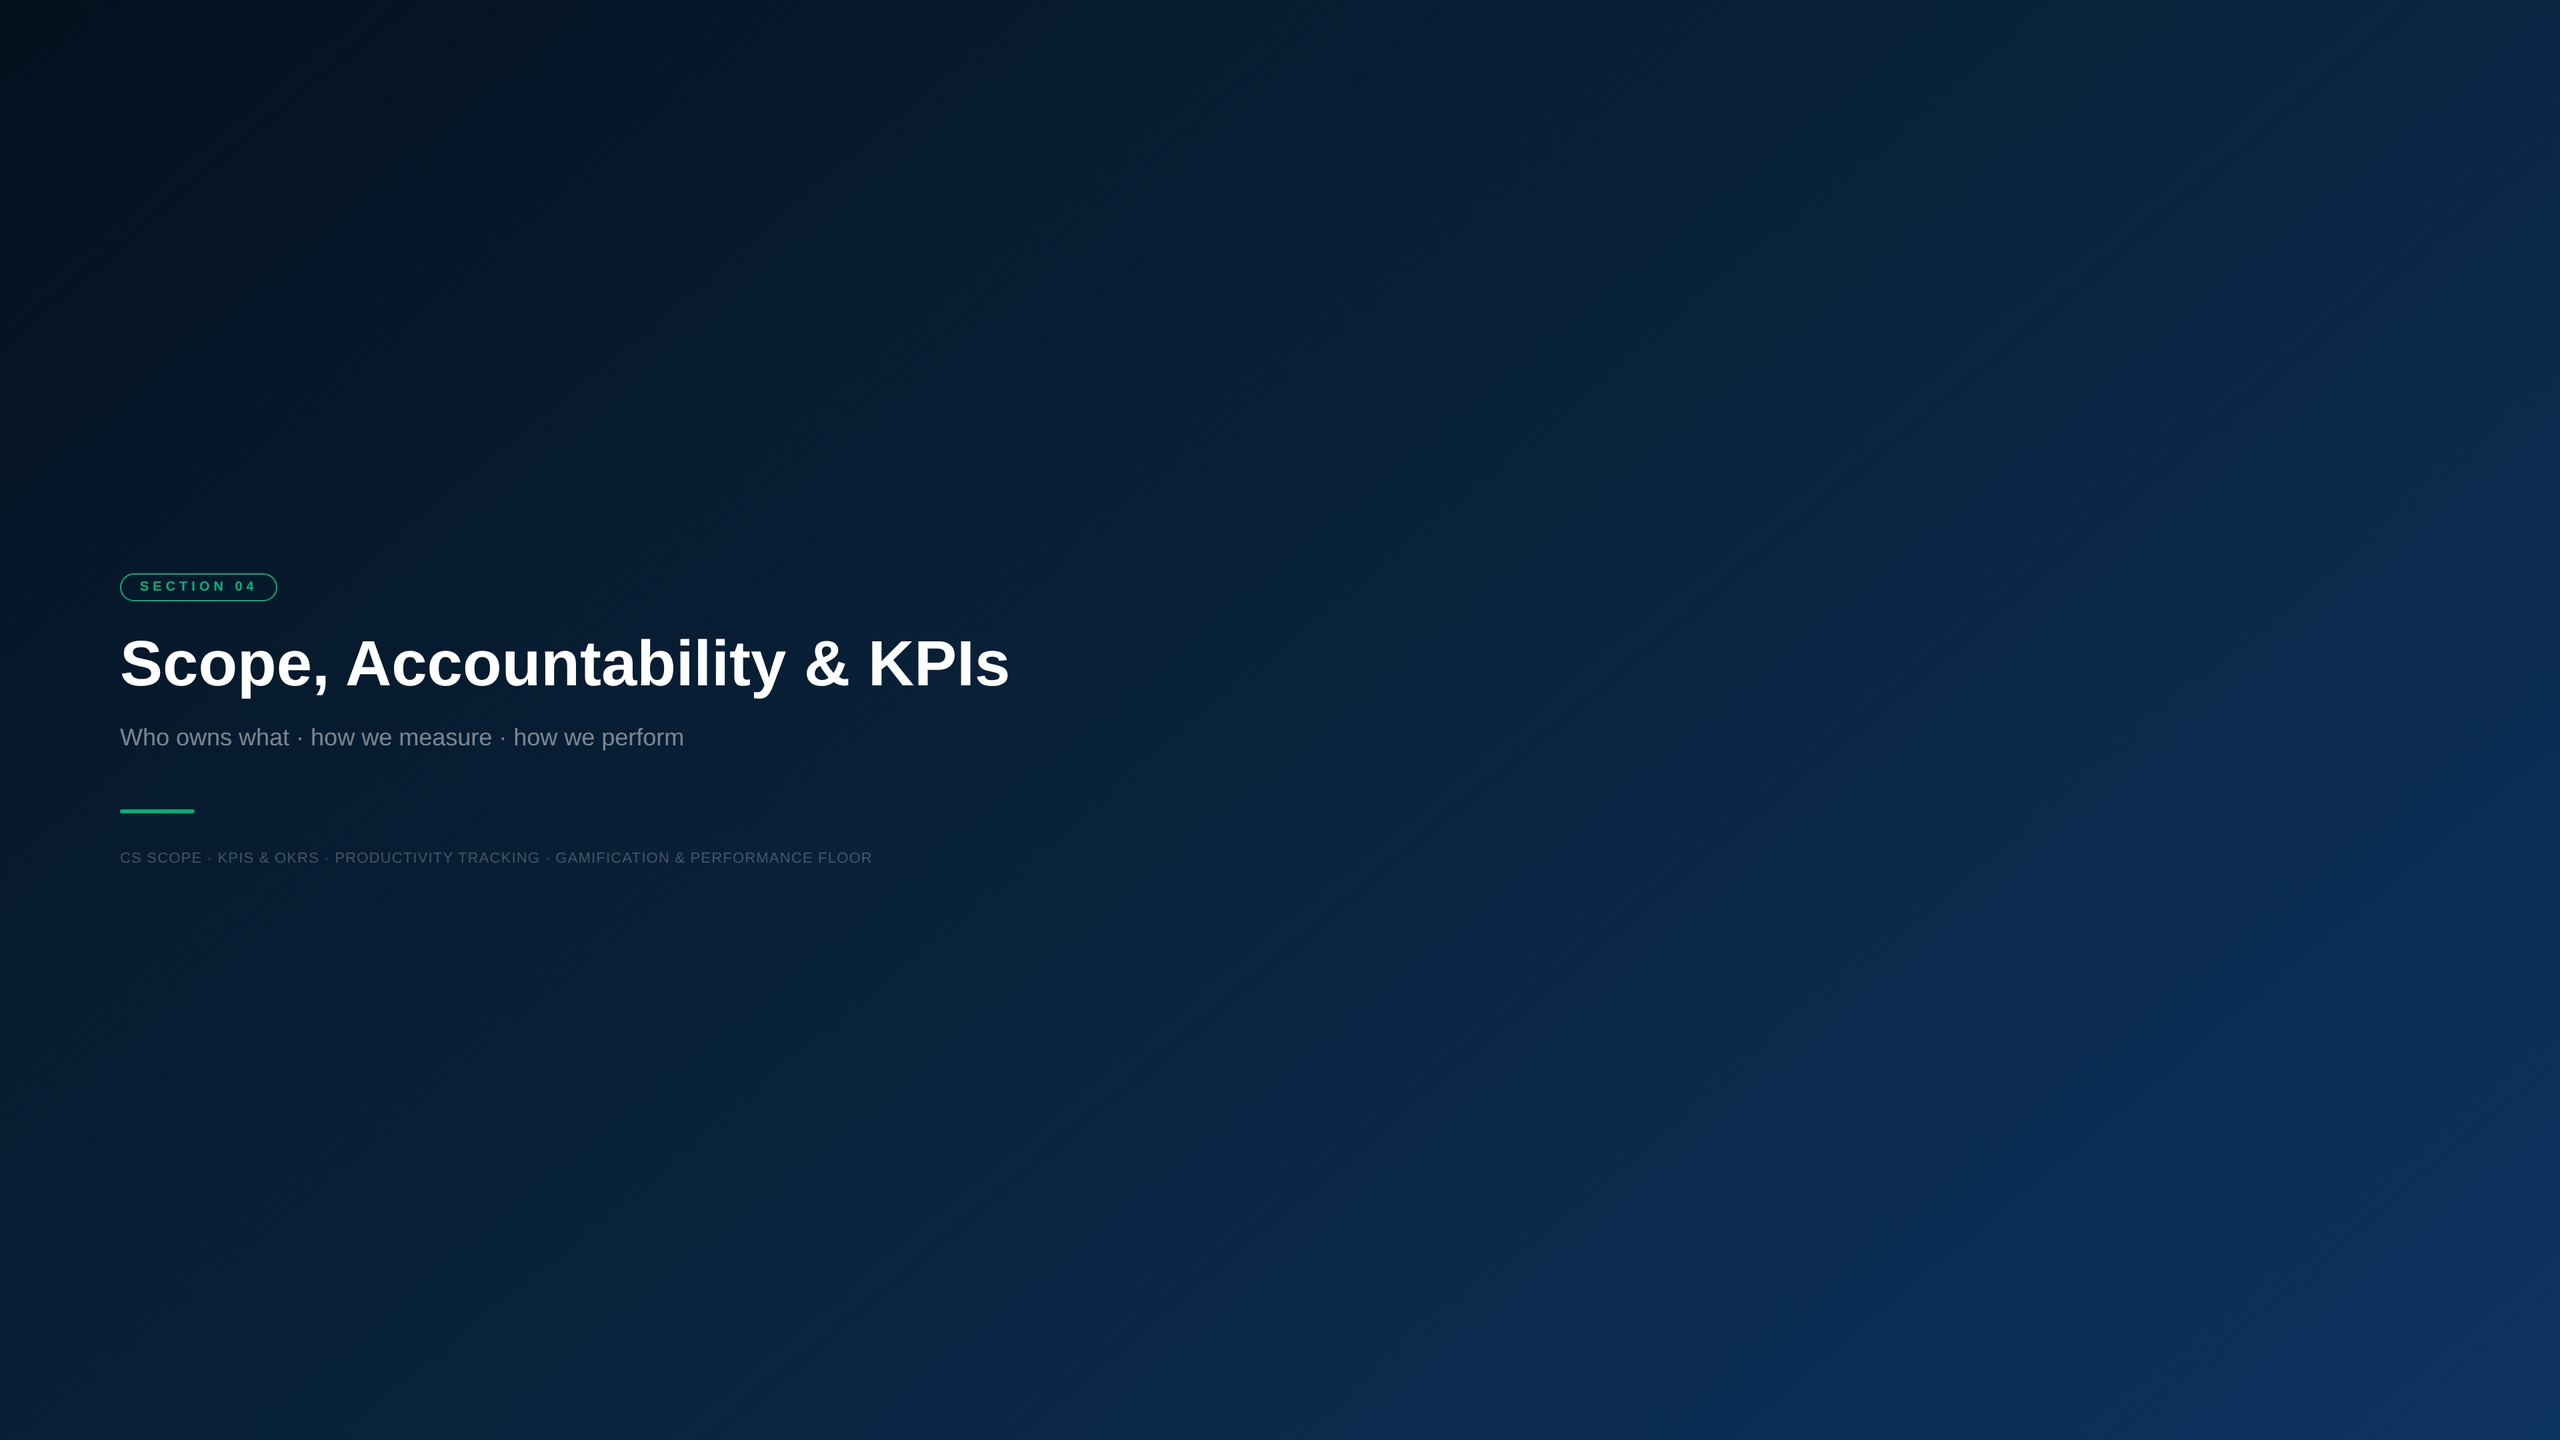 SECTION 04
Scope, Accountability & KPIs
Who owns what · how we measure · how we perform
CS SCOPE · KPIS & OKRS · PRODUCTIVITY TRACKING · GAMIFICATION & PERFORMANCE FLOOR